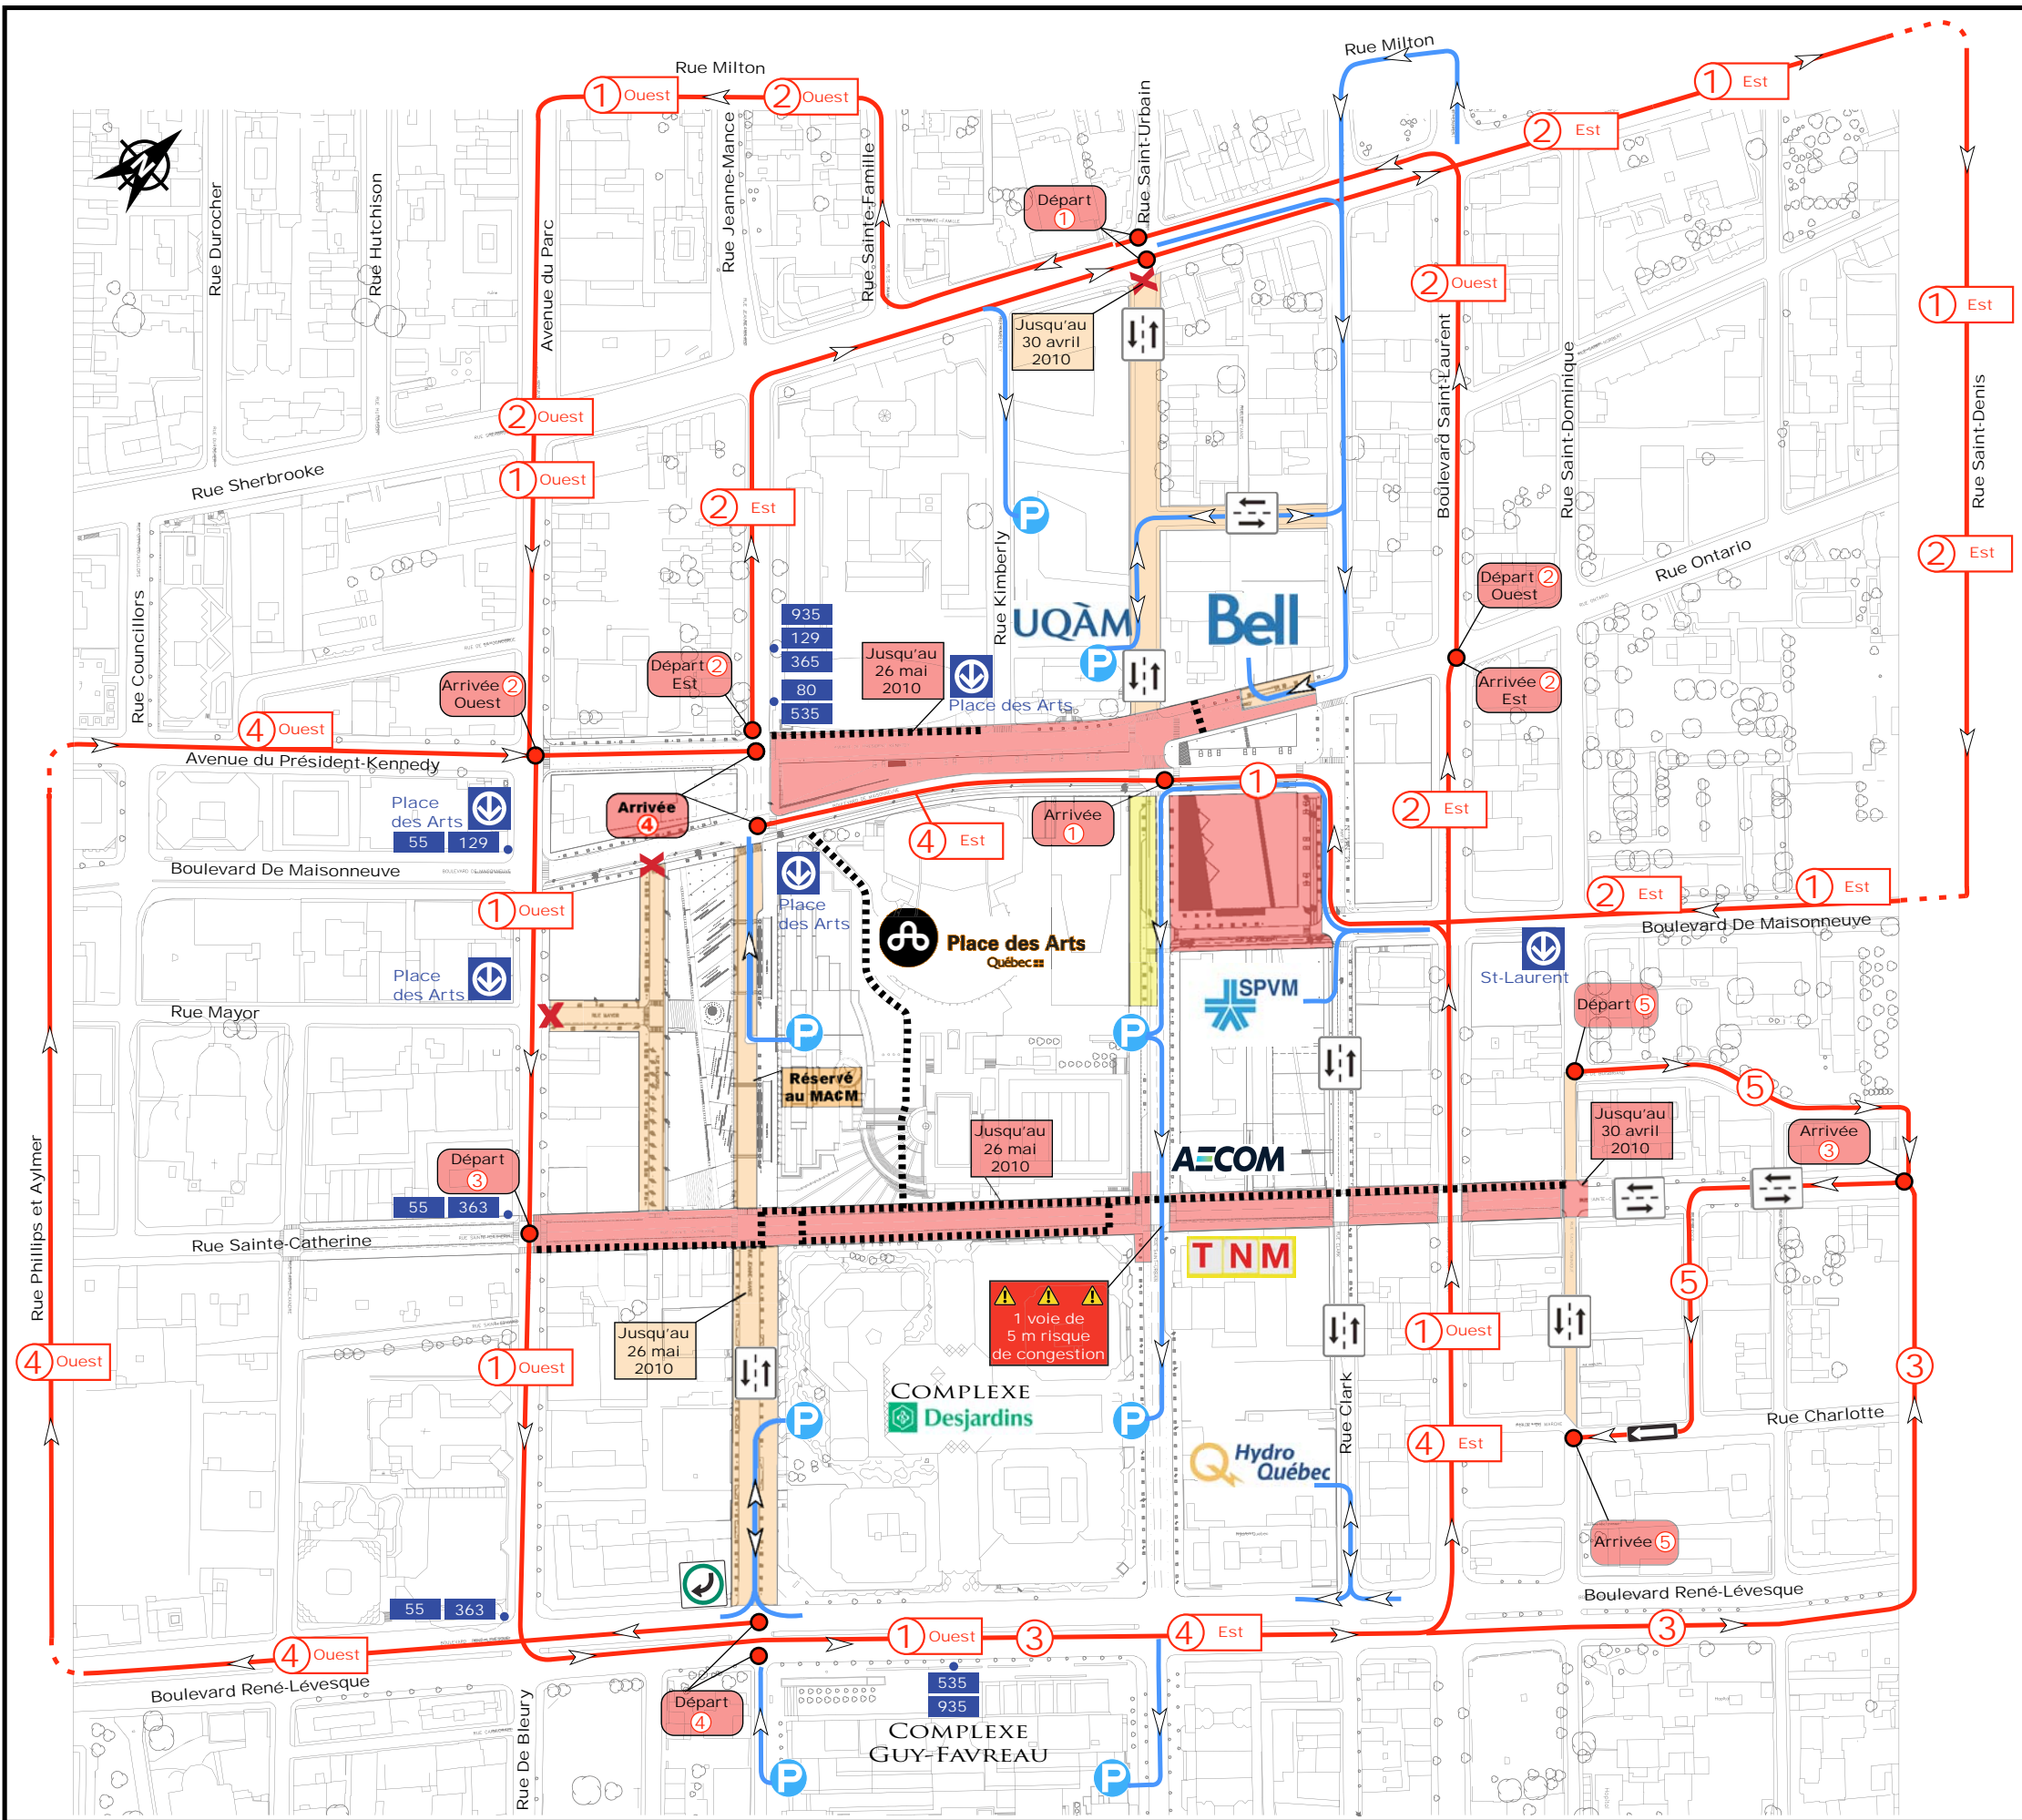 Rue Milton
Rue Milton
1 Ouest
2 Ouest
1 Est
2 Est
N
Rue Durocher
Rue Hutchison
Avenue du Parc
Rue Jeanne-Mance
Rue Sainte-Famille
Rue Saint-Urbain
Départ
1
2 Ouest
1 Est
Jusqu'au
30 avril
2010
Boulevard Saint-Laurent
Rue Saint-Dominique
Rue Saint-Denis
2 Ouest
1 Ouest
Rue Sherbrooke
2 Est
P
2 Est
Rue Ontario
Rue Councillors
Rue Kimberly
935
129
365
80
535
UQÀM
Bell
P
Départ 2
Ouest
Arrivée 2
Est
Arrivée 2
Ouest
Départ 2
Est
Jusqu'au
26 mai
2010
Place des Arts
4 Ouest
Avenue du Président-Kennedy
Place
des Arts
55 129
Arrivée
4
4 Est
Arrivée
1
1
2 Est
Boulevard De Maisonneuve
BOULEVARD DE MAISONNEUVE
BOULEVARD DE MAISONNEUVE
Place
des Arts
Place des Arts
Québec
1 Ouest
2 Est
1 Est
Boulevard De Maisonneuve
St-Laurent
Place
des Arts
Rue Mayor
RUE MAYOR
P
P
SPVM
Départ 5
5
Réservé
au MACM
Jusqu'au
26 mai
2010
AECOM
Jusqu'au
30 avril
2010
Arrivée
3
Rue Phillips et Aylmer
Départ
3
55 363
Rue Sainte-Catherine
TNM
5
1 voie de
5 m risque
de congestion
Jusqu'au
26 mai
2010
4 Ouest
1 Ouest
1 Ouest
3
COMPLEXE
Desjardins
P
P
Rue Clark
4 Est
Rue Charlotte
Hydro
Québec
Arrivée 5
55 363
Boulevard René-Lévesque
4 Ouest
1 Ouest
3
4 Est
3
Boulevard René-Lévesque
Rue De Bleury
Départ
4
535
935
COMPLEXE
GUY-FAVREAU
P
P